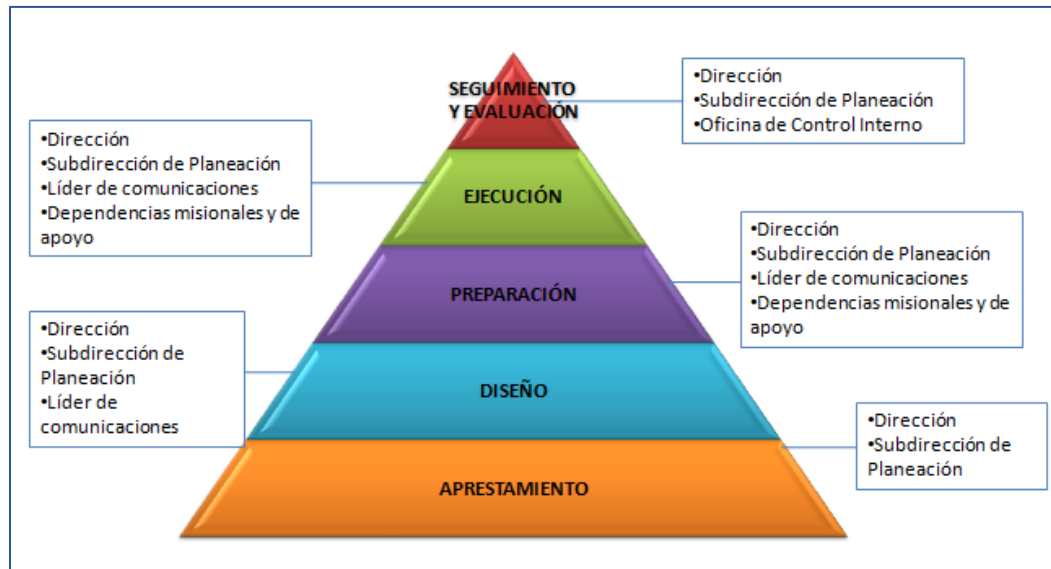 SEGUIMIENTO
Y EVALUACIÓN
•Dirección
•Subdirección de Planeación
•Oficina de Control Interno
•Dirección
•Subdirección de Planeación
•Líder de comunicaciones
•Dependencias misionales y de
apoyo
EJECUCIÓN
PREPARACIÓN
•Dirección
•Subdirección de Planeación
•Líder de comunicaciones
•Dependencias misionales y de
apoyo
•Dirección
•Subdirección de
Planeación
•Líder de
comunicaciones
DISEÑO
•Dirección
•Subdirección de
Planeación
APRESTAMIENTO